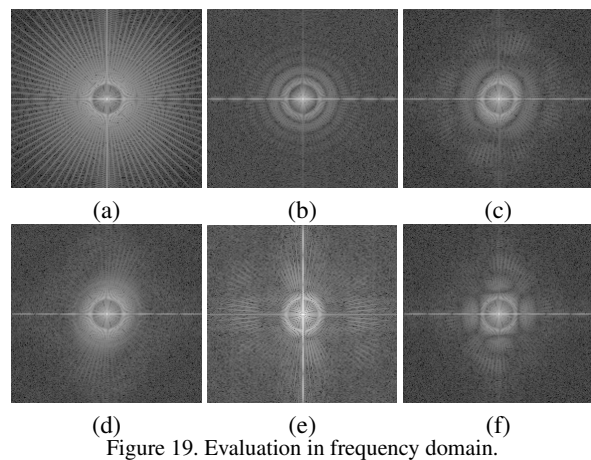 (a) (b) (c)
(d) (e) (f)
Figure 19. Evaluation in frequency domain.